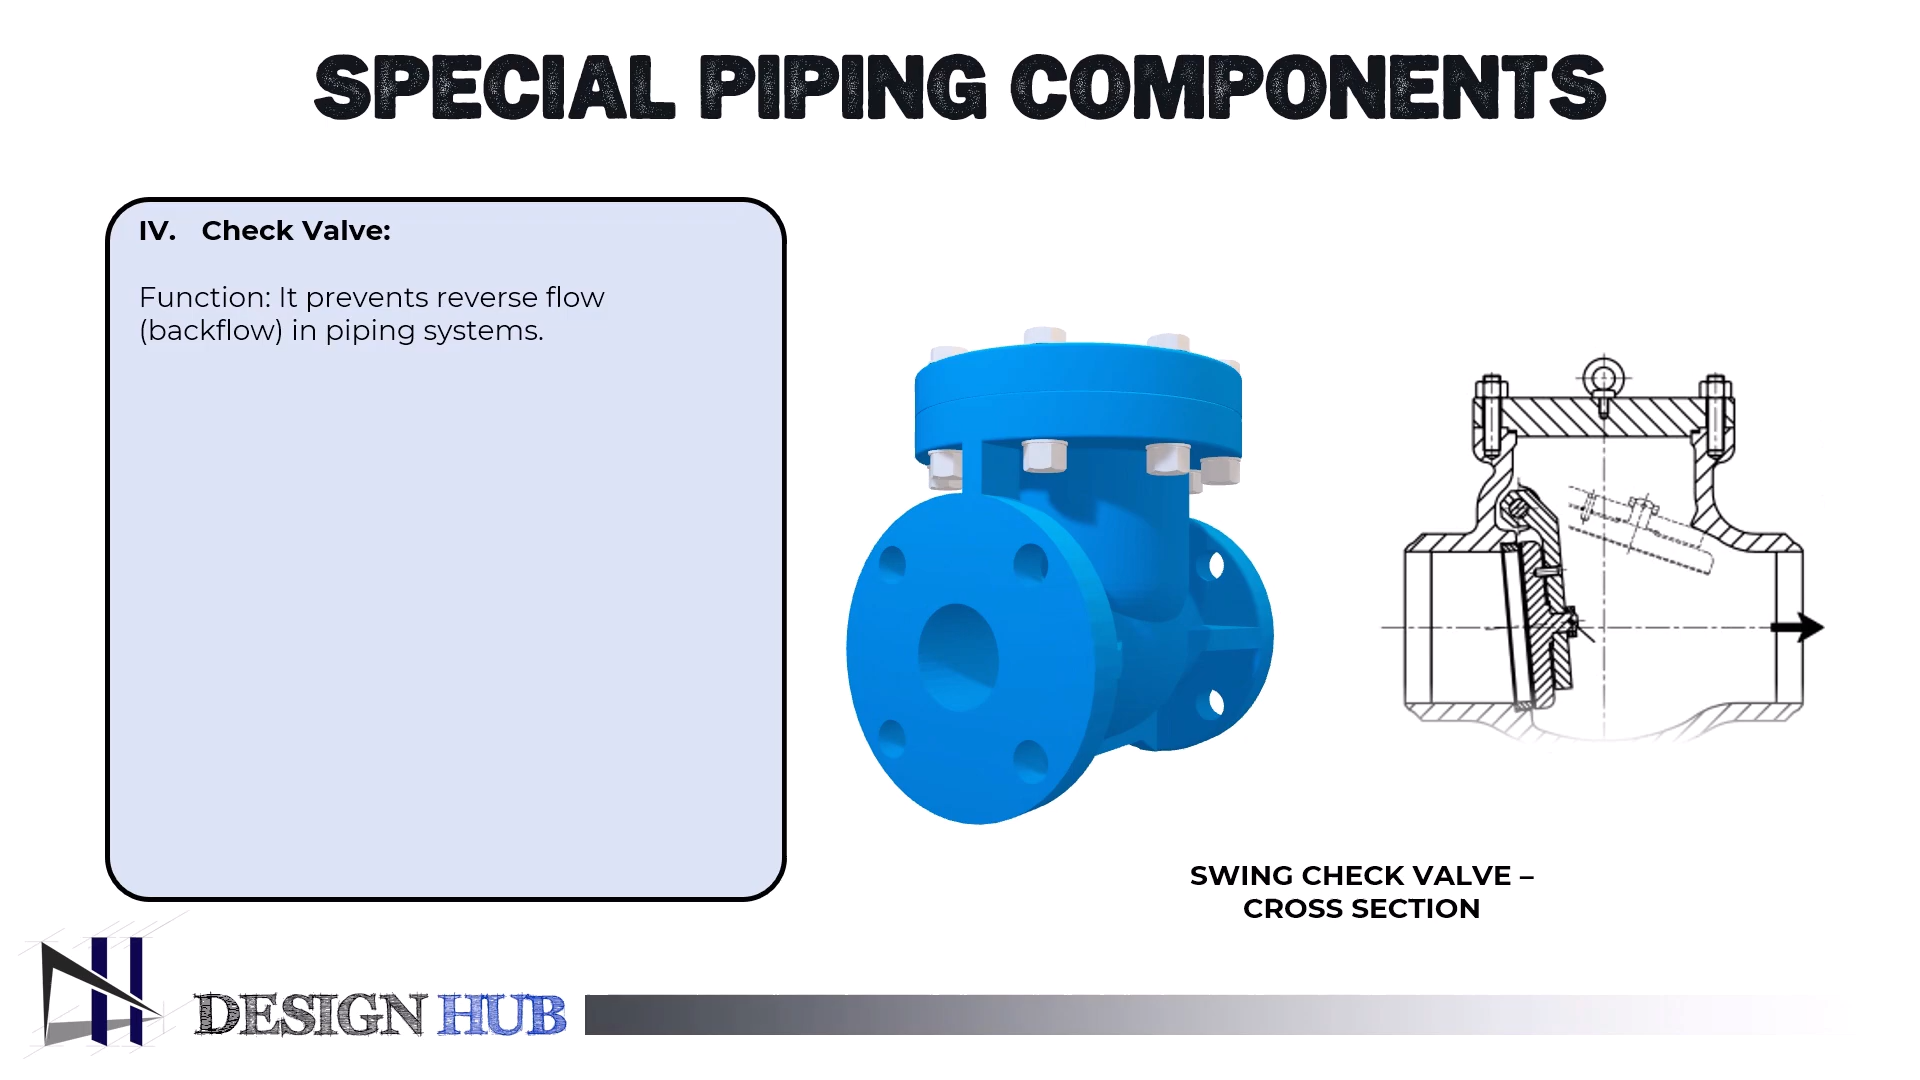 SPECIAL PIPING COMPONENTS
IV. Check Valve:
Function: It prevents reverse flow
(backflow) in piping systems.
SWING CHECK VALVE –
CROSS SECTION
DESIGN HUB